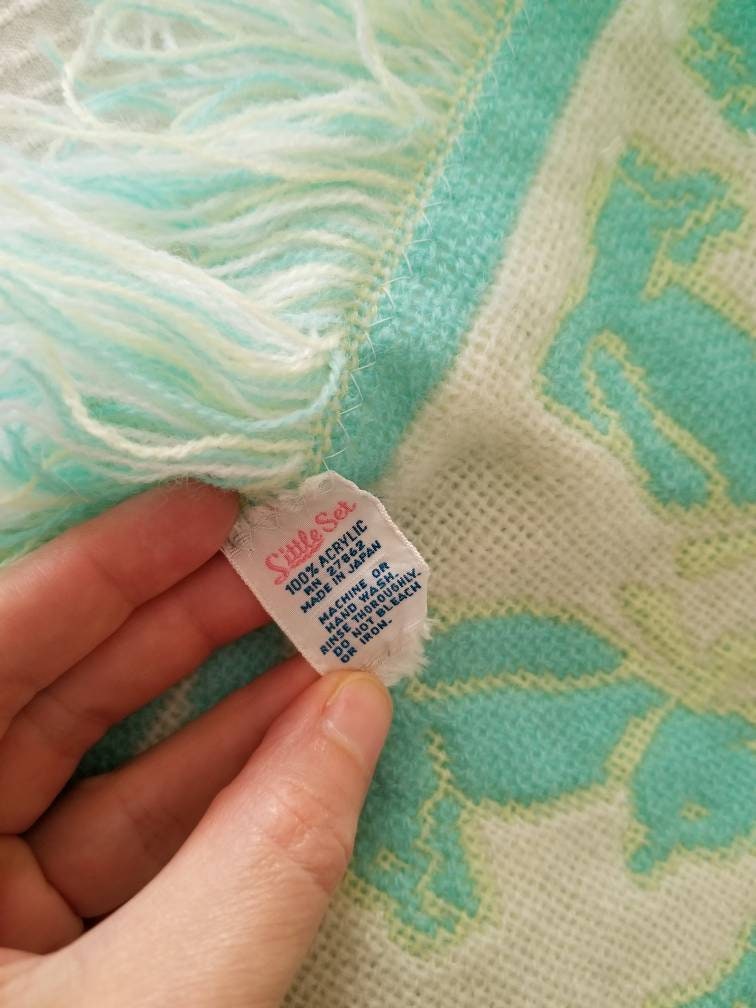 Little Set
100% ACRYLIC
RN 27862
MADE IN JAPAN
MACHINE OR
HAND WASH.
RINSE THOROUGHLY.
DO NOT BLEACH
OR IRON.